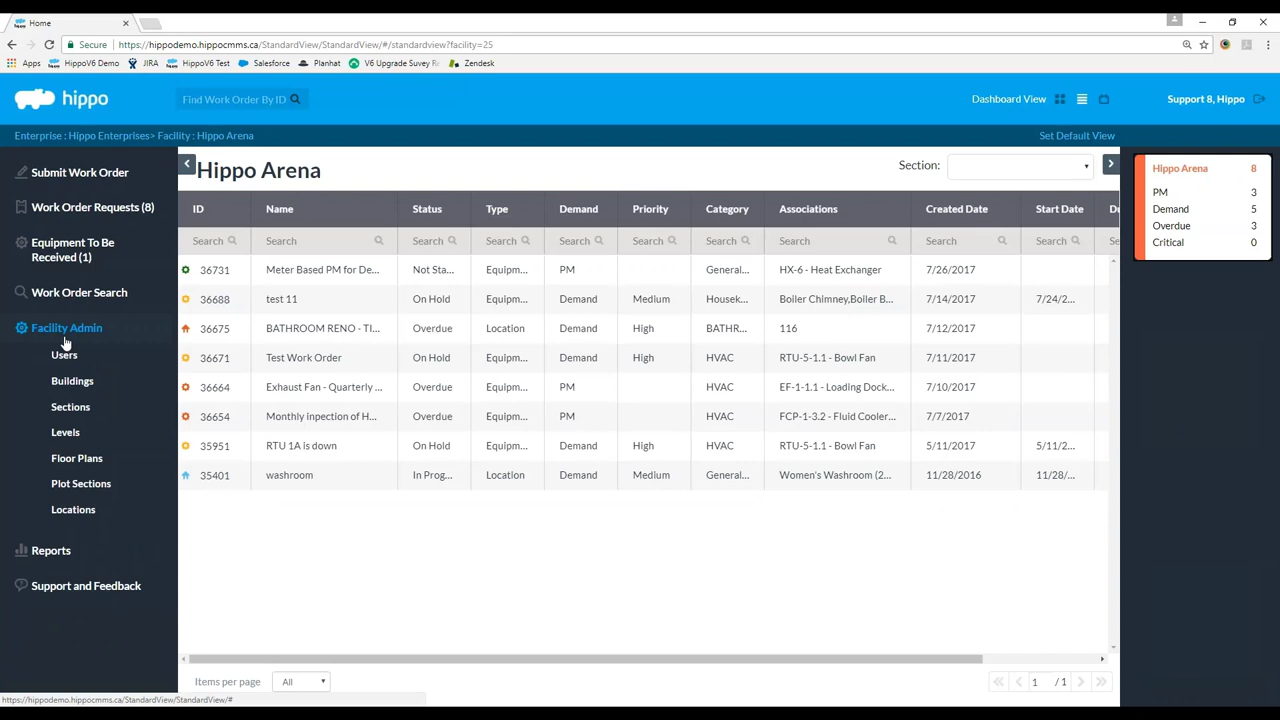 Home
Secure https://hippodemo.hippocmms.ca/StandardView/StandardView/#/standardview?facility=25
Apps HippoV6 Demo JIRA HippoV6 Test Salesforce Planhat V6 Upgrade Suvey Re Zendesk
hippo Find Work Order By ID Dashboard View Support 8, Hippo
Enterprise : Hippo Enterprises> Facility : Hippo Arena Set Default View
Submit Work Order
Work Order Requests (8)
Equipment To Be
Received (1)
Work Order Search
Facility Admin
Users
Buildings
Sections
Levels
Floor Plans
Plot Sections
Locations
Reports
Support and Feedback
Hippo Arena Section:
ID Name Status Type Demand Priority Category Associations Created Date Start Date Du
Search Search Search Search Search Search Search Search Search Search Se
36731 Meter Based PM for De... Not Sta... Equipm... PM General... HX-6 - Heat Exchanger 7/26/2017
36688 test 11 On Hold Equipm... Demand Medium Housek... Boiler Chimney,Boiler B... 7/14/2017 7/24/2...
36675 BATHROOM RENO - TI... Overdue Location Demand High BATHR... 116 7/12/2017
36671 Test Work Order On Hold Equipm... Demand High HVAC RTU-5-1.1 - Bowl Fan 7/11/2017
36664 Exhaust Fan - Quarterly ... Overdue Equipm... PM HVAC EF-1-1.1 - Loading Dock... 7/10/2017
36654 Monthly inpection of H... Overdue Equipm... PM HVAC FCP-1-3.2 - Fluid Cooler... 7/7/2017
35951 RTU 1A is down On Hold Equipm... Demand High HVAC RTU-5-1.1 - Bowl Fan 5/11/2017 5/11/2...
35401 washroom In Prog... Location Demand Medium General... Women's Washroom (2... 11/28/2016 11/28/...
Items per page All 1 / 1
Hippo Arena 8
PM 3
Demand 5
Overdue 3
Critical 0
https://hippodemo.hippocmms.ca/StandardView/StandardView/#